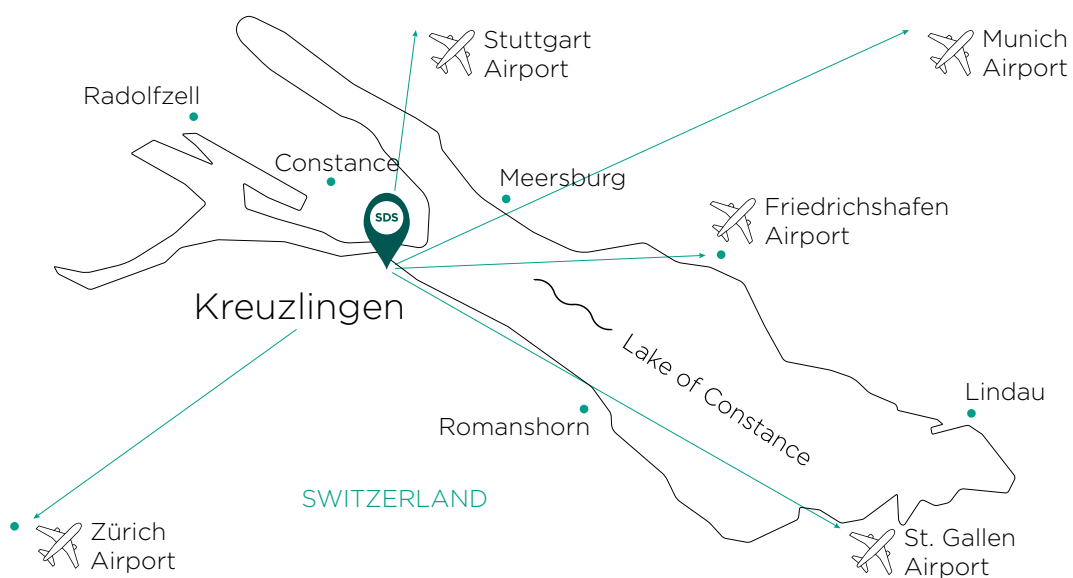 Stuttgart
Airport
Munich
Airport
Radolfzell
Constance
Meersburg
Friedrichshafen
Airport
SDS
Kreuzlingen
Lake of Constance
Lindau
Romanshorn
SWITZERLAND
Zürich
Airport
St. Gallen
Airport